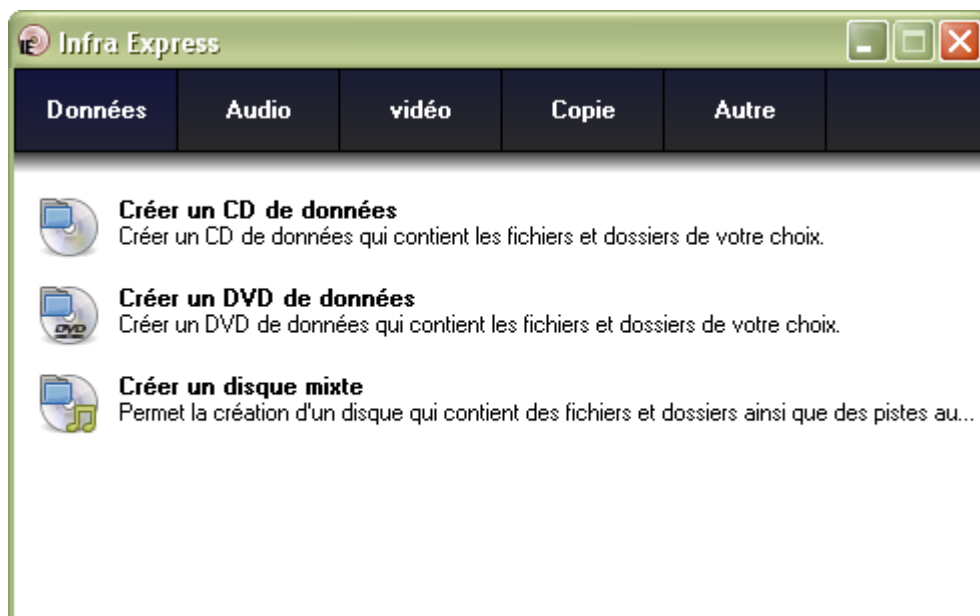 Infra Express
Données Audio vidéo Copie Autre
Créer un CD de données
Créer un CD de données qui contient les fichiers et dossiers de votre choix.
DVD
Créer un DVD de données
Créer un DVD de données qui contient les fichiers et dossiers de votre choix.
Créer un disque mixte
Permet la création d'un disque qui contient des fichiers et dossiers ainsi que des pistes au...